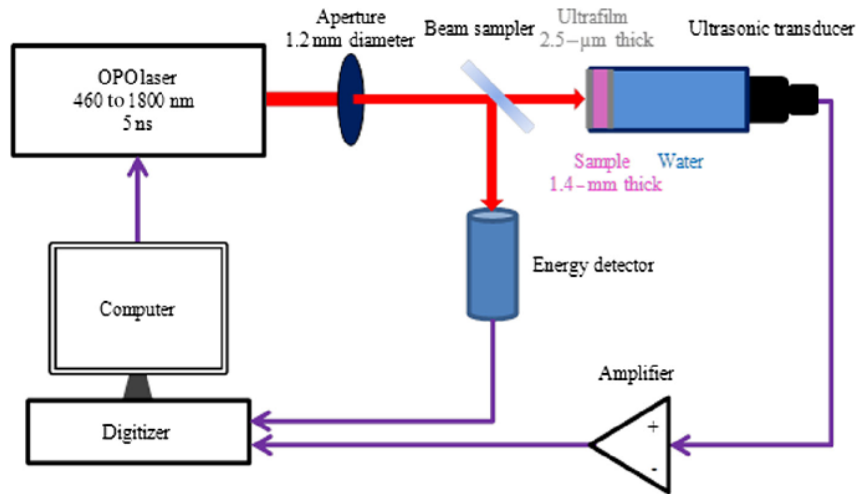 Aperture
1.2 mm diameter
Beam sampler
Ultrafilm
2.5–µm thick
Ultrasonic transducer
OPO laser
460 to 1800 nm
5 ns
Sample
1.4–mm thick
Water
Energy detector
Computer
Amplifier
+
-
Digitizer